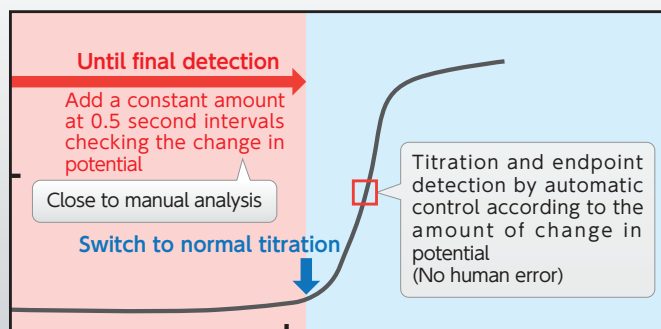 Until final detection
Add a constant amount
at 0.5 second intervals
checking the change in
potential
Close to manual analysis
Switch to normal titration
Titration and endpoint
detection by automatic
control according to the
amount of change in
potential
(No human error)